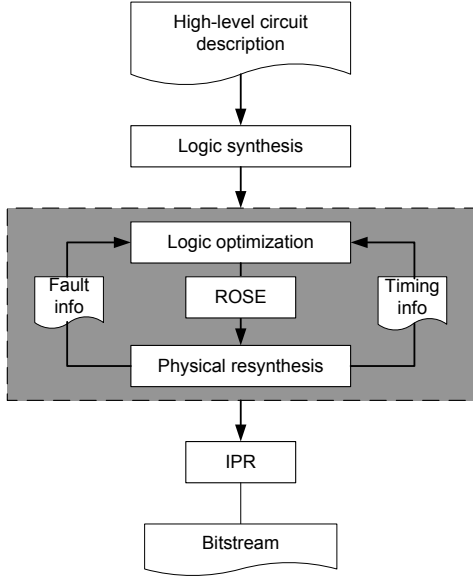 High-level circuit
description
Logic synthesis
Logic optimization
Fault
info
ROSE
Timing
info
Physical resynthesis
IPR
Bitstream